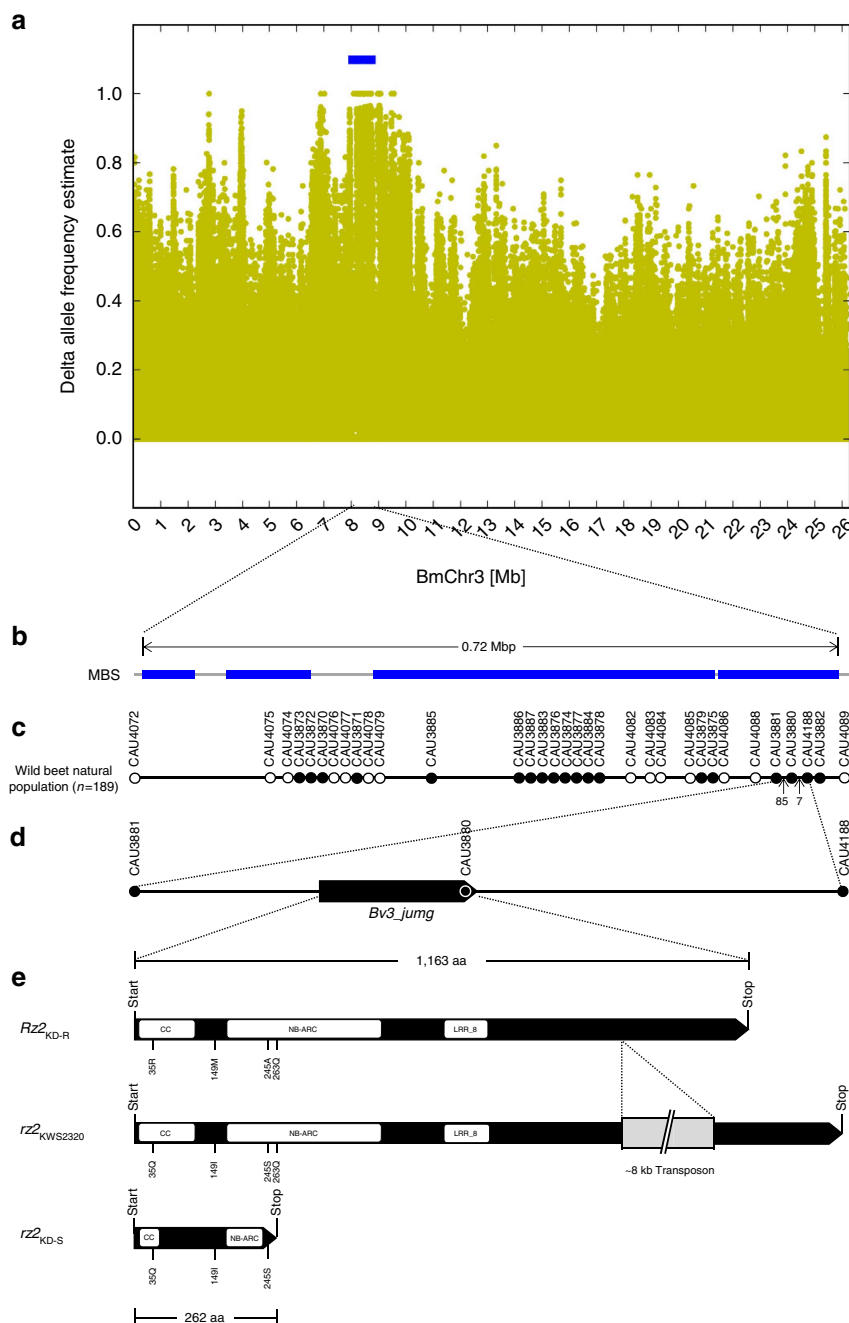 a
Delta allele frequency estimate
1.0
0.8
0.6
0.4
0.2
0.0
0 1 2 3 4 5 6 7 8 9 10 11 12 13 14 15 16 17 18 19 20 21 22 23 24 25 26
BmChr3 [Mb]
b
0.72 Mbp
MBS
c
CAU4072 CAU4075 CAU4074 CAU3873 CAU3872 CAU3870 CAU4076 CAU4077 CAU3871 CAU4078 CAU4079 CAU3885 CAU3886 CAU3887 CAU3883 CAU3876 CAU3874 CAU3877 CAU3884 CAU3878 CAU4082 CAU4083 CAU4084 CAU4085 CAU3879 CAU3875 CAU4086 CAU4088 CAU3881 CAU3880 CAU4188 CAU3882 CAU4089
Wild beet natural
population (n=189)
85 7
d
CAU3881 CAU3880 CAU4188
Bv3_jumg
1,163 aa
e
Start Stop
Rz2KD-R
CC NB-ARC LRR_8
35R 149M 245A 263Q
Start Stop
rz2KWS2320
CC NB-ARC LRR_8
35Q 149I 245S 263Q
~8 kb Transposon
Start Stop
rz2KD-S
CC NB-ARC
35Q 149I 245S
262 aa